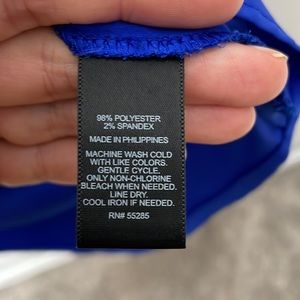 98% POLYESTER
2% SPANDEX
MADE IN PHILIPPINES
MACHINE WASH COLD
WITH LIKE COLORS.
GENTLE CYCLE.
ONLY NON-CHLORINE
BLEACH WHEN NEEDED.
LINE DRY.
COOL IRON IF NEEDED.
RN# 55285